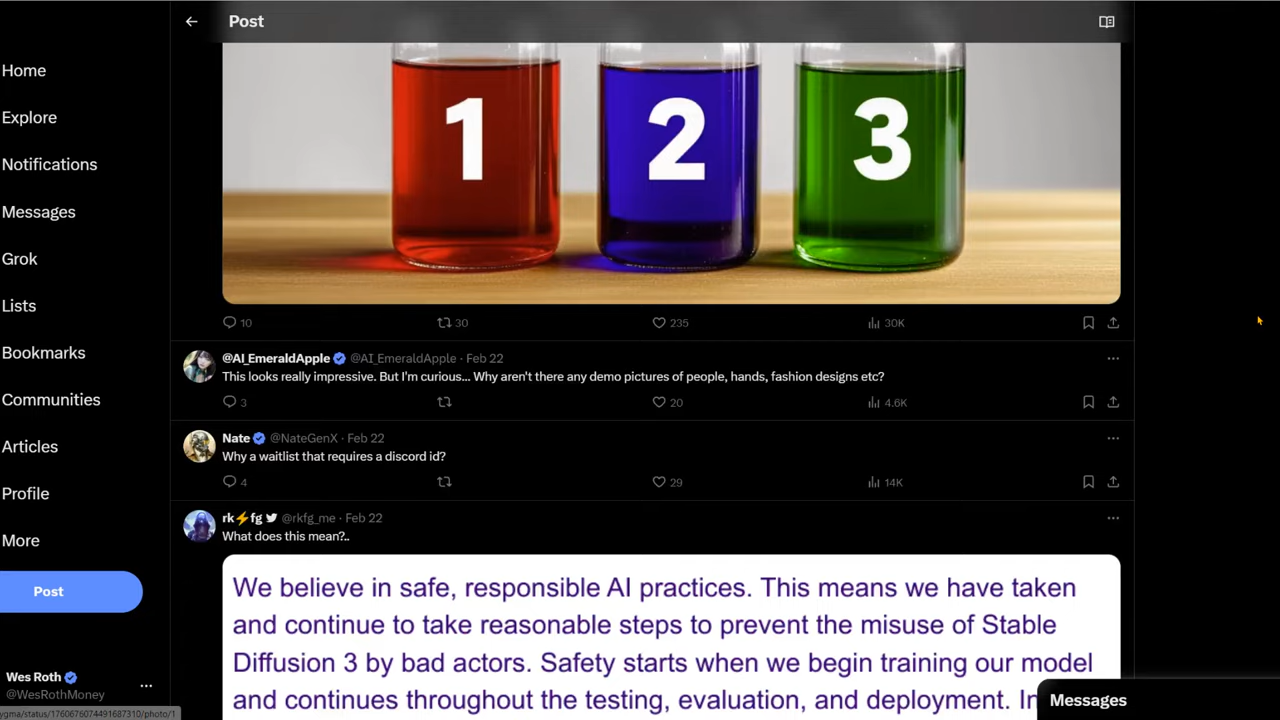 Post
Home
Explore
Notifications
Messages
Grok
Lists
Bookmarks
Communities
Articles
Profile
More
Post
Wes Roth
@WesRothMoney
ygma/status/1760676074491687310/photo/1
1 2 3
10 30 235 30K
@AI_EmeraldApple @AI_EmeraldApple · Feb 22
This looks really impressive. But I'm curious... Why aren't there any demo pictures of people, hands, fashion designs etc?
3 20 4.6K
Nate @NateGenX · Feb 22
Why a waitlist that requires a discord id?
4 29 14K
rk⚡fg @rkfg_me · Feb 22
What does this mean?..
We believe in safe, responsible AI practices. This means we have taken
and continue to take reasonable steps to prevent the misuse of Stable
Diffusion 3 by bad actors. Safety starts when we begin training our model
and continues throughout the testing, evaluation, and deployment. In
Messages